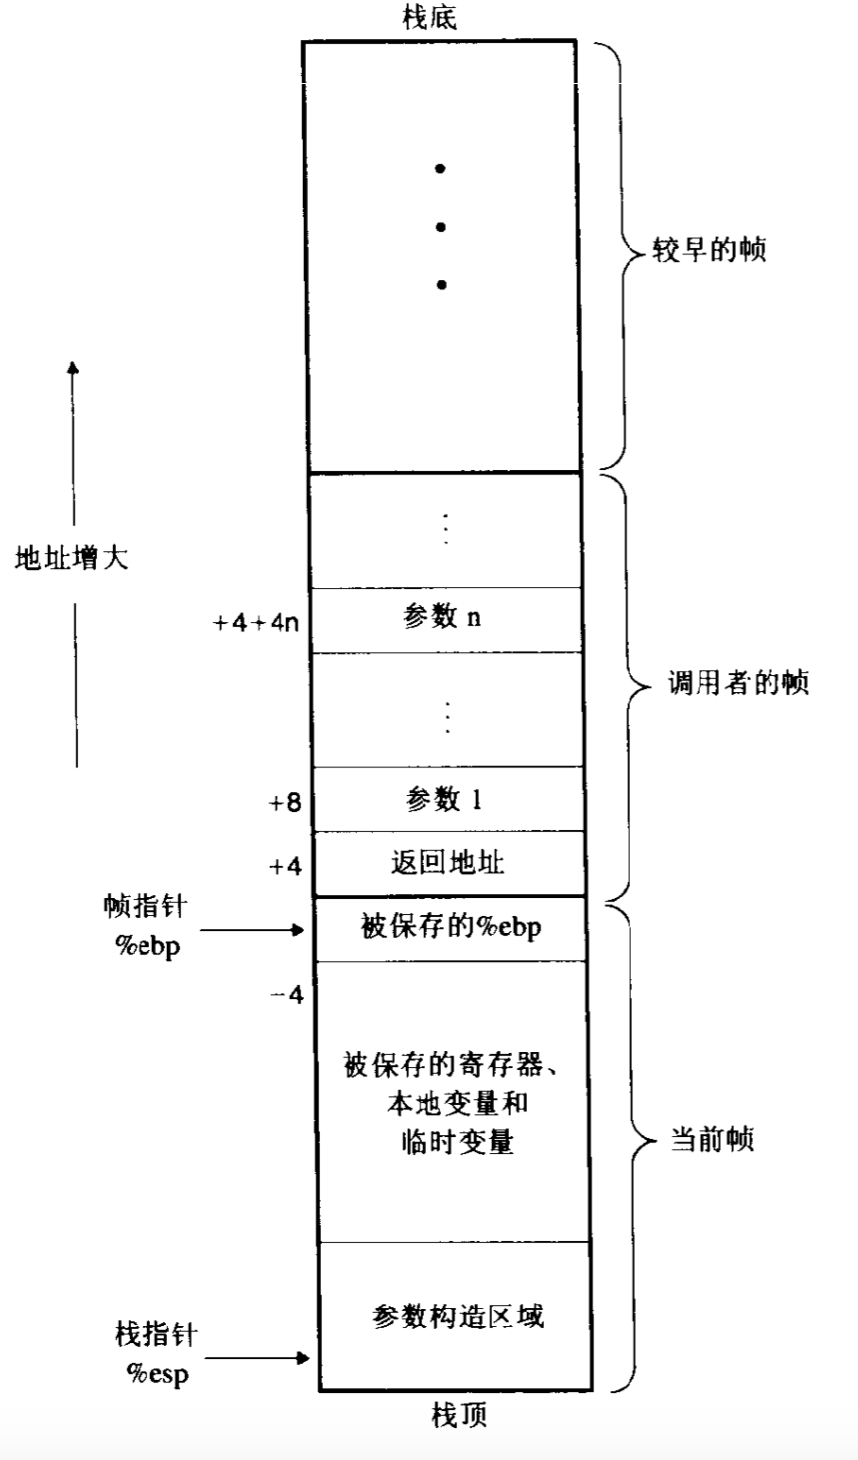 栈底
较早的帧
地址增大
+4+4n
参数 n
调用者的帧
+8
参数 1
+4
返回地址
帧指针
%ebp
被保存的%ebp
-4
被保存的寄存器、
本地变量和
临时变量
当前帧
参数构造区域
栈指针
%esp
栈顶